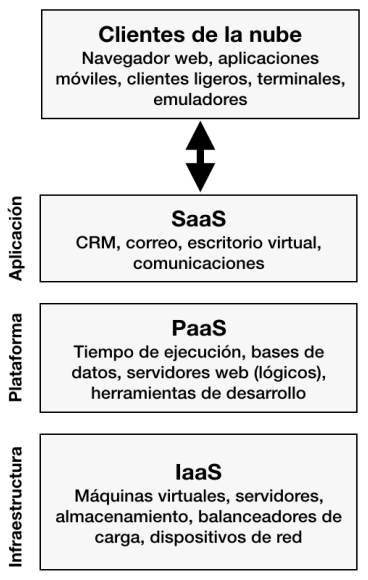 Clientes de la nube
Navegador web, aplicaciones
móviles, clientes ligeros, terminales,
emuladores
Aplicación
SaaS
CRM, correo, escritorio virtual,
comunicaciones
Plataforma
PaaS
Tiempo de ejecución, bases de
datos, servidores web (lógicos),
herramientas de desarrollo
Infraestructura
IaaS
Máquinas virtuales, servidores,
almacenamiento, balanceadores de
carga, dispositivos de red